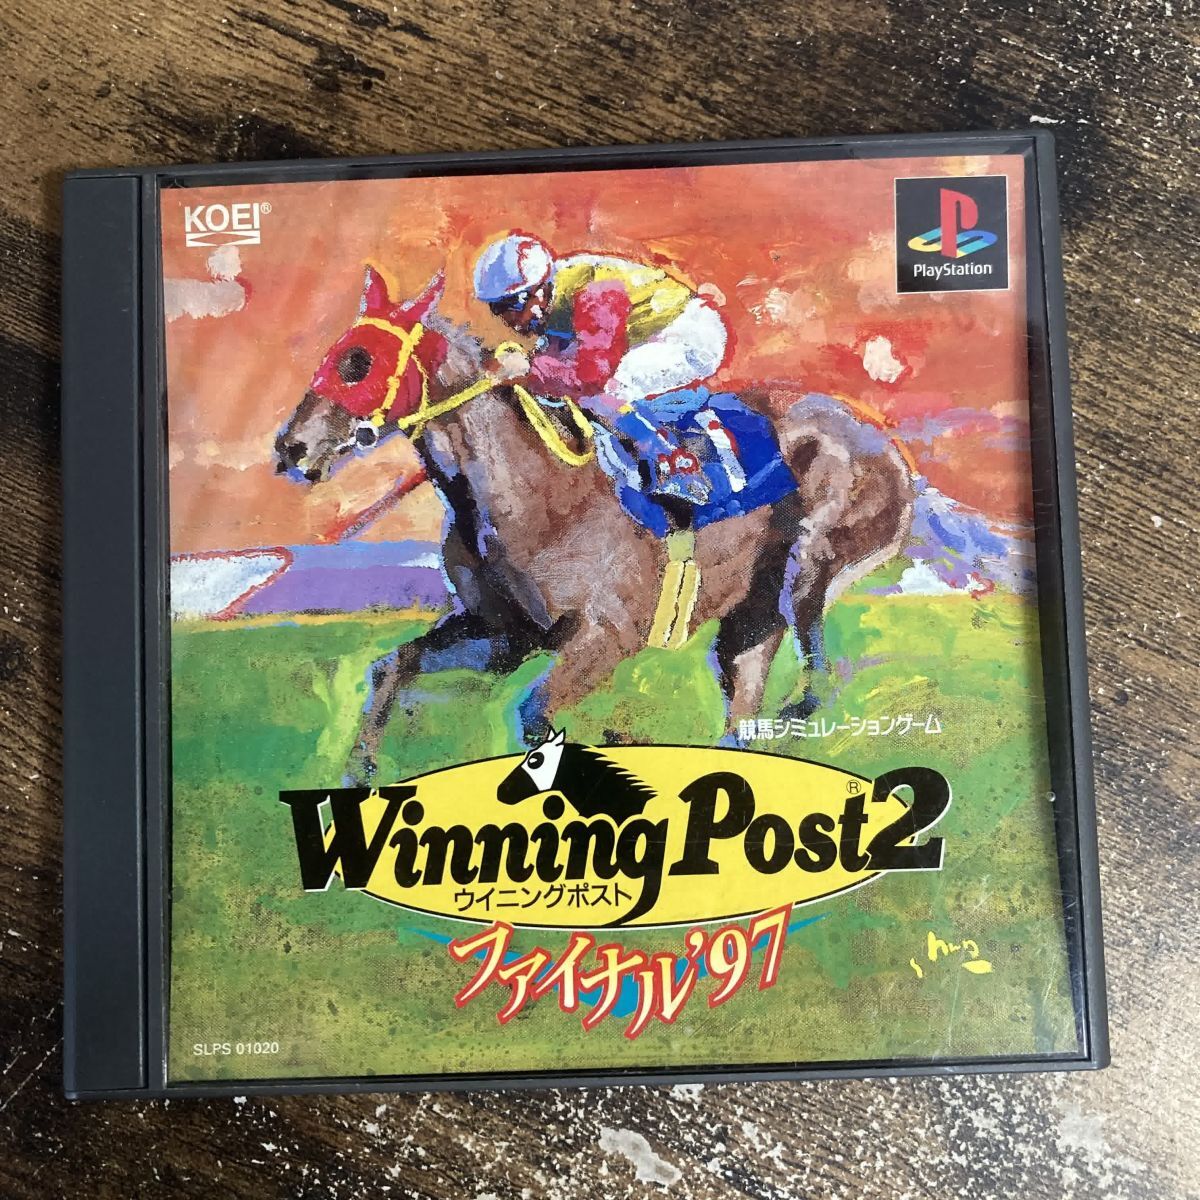 KOEI®
PlayStation
競馬シミュレーションゲーム
Winning Post®2
ウイニングポスト
ファイナル'97
SLPS 01020